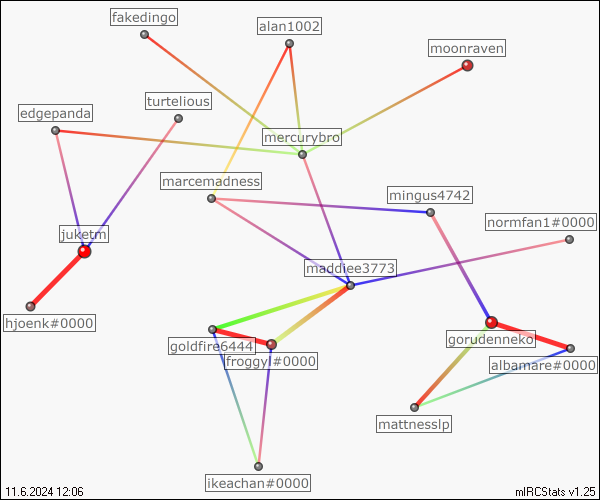 fakedingo
alan1002
moonraven
turtelious
edgepanda
mercurybro
marcemadness
mingus4742
normfan1#0000
juketm
maddiee3773
hjoenk#0000
gorudenneko
goldfire6444
froggyl#0000
albamare#0000
mattnesslp
ikeachan#0000
11.6.2024 12:06
mIRCStats v1.25